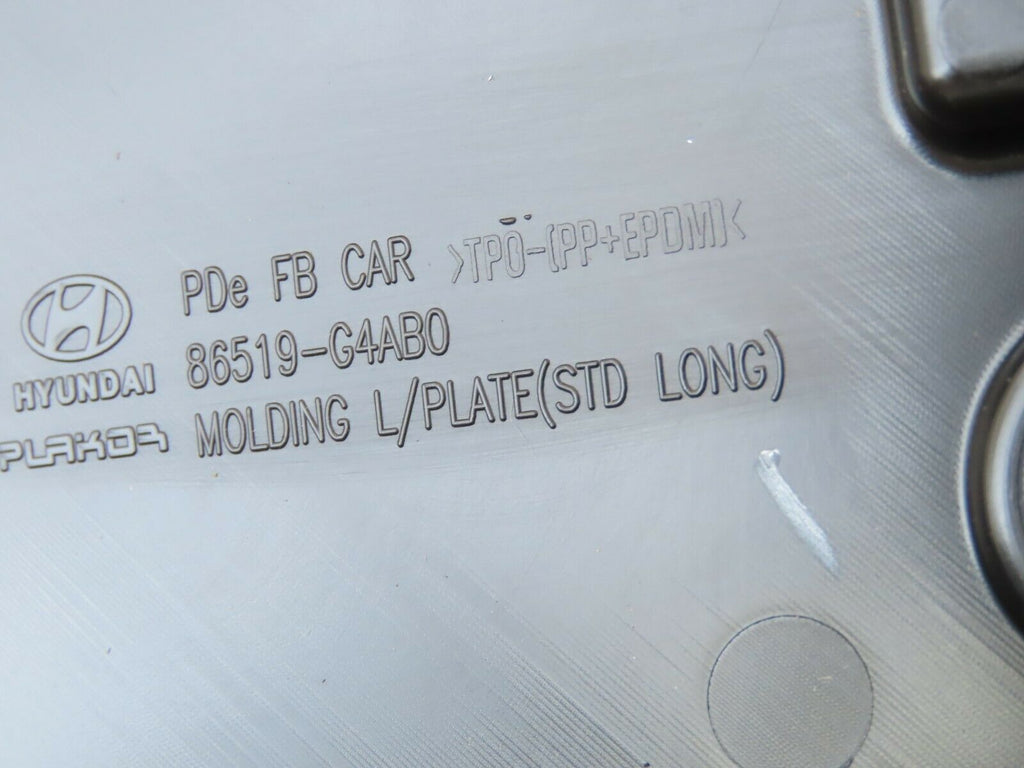 PDe FB CAR >TPO-(PP+EPDM)<
HYUNDAI 86519-G4AB0
PLAKOR MOLDING L/PLATE(STD LONG)